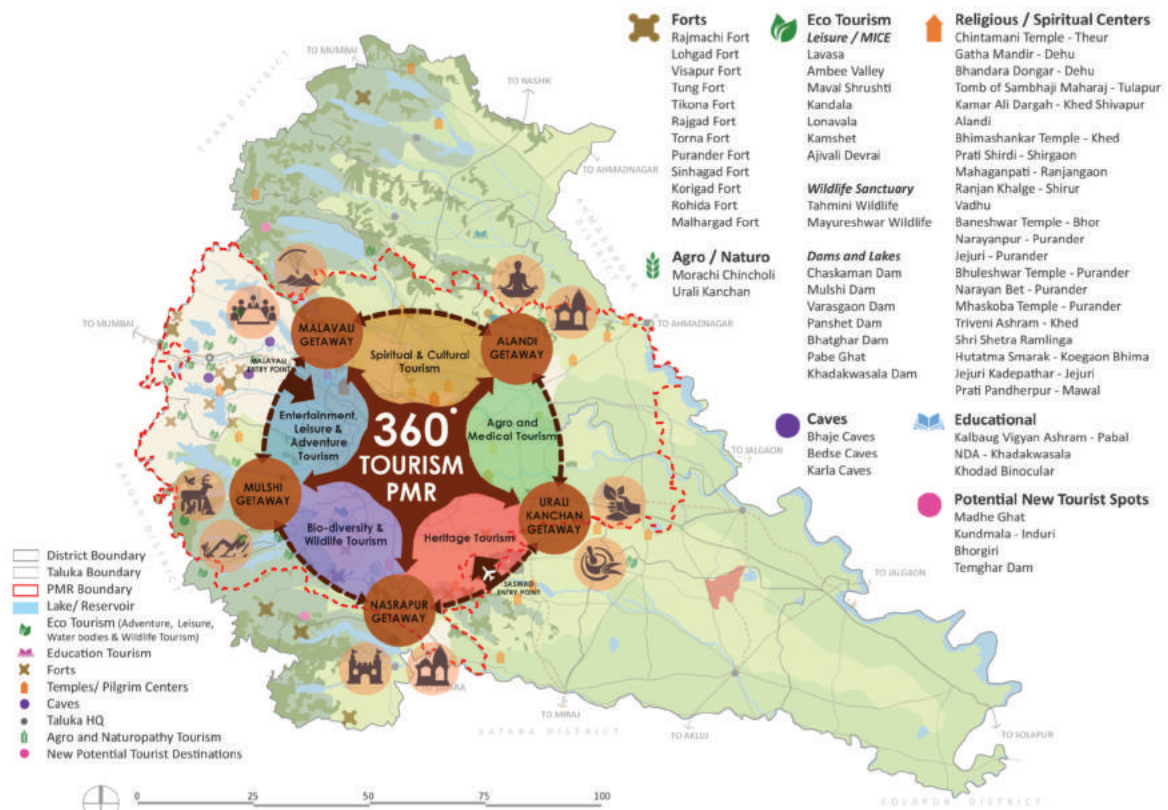 Forts
Rajmachi Fort
Lohgad Fort
Visapur Fort
Tung Fort
Tikona Fort
Rajgad Fort
Torna Fort
Purander Fort
Sinhagad Fort
Korigad Fort
Rohida Fort
Malhargad Fort
Agro / Naturo
Morachi Chincholi
Urali Kanchan
Eco Tourism
Leisure / MICE
Lavasa
Ambee Valley
Maval Shrushti
Kandala
Lonavala
Kamshet
Ajivali Devrai
Wildlife Sanctuary
Tahmini Wildlife
Mayureshwar Wildlife
Dams and Lakes
Chaskaman Dam
Mulshi Dam
Varasgaon Dam
Panshet Dam
Bhatghar Dam
Pabe Ghat
Khadakwasala Dam
Caves
Bhaje Caves
Bedse Caves
Karla Caves
Religious / Spiritual Centers
Chintamani Temple - Theur
Gatha Mandir - Dehu
Bhandara Dongar - Dehu
Tomb of Sambhaji Maharaj - Tulapur
Kamar Ali Dargah - Khed Shivapur
Alandi
Bhimashankar Temple - Khed
Prati Shirdi - Shirgaon
Mahaganpati - Ranjangaon
Ranjan Khalge - Shirur
Vadhu
Baneshwar Temple - Bhor
Narayanpur - Purander
Jejuri - Purander
Bhuleshwar Temple - Purander
Narayan Bet - Purander
Mhaskoba Temple - Purander
Triveni Ashram - Khed
Shri Shetra Ramlinga
Hutatma Smarak - Koegaon Bhima
Jejuri Kadepathar - Jejuri
Prati Pandherpur - Mawal
Educational
Kalbaug Vigyan Ashram - Pabal
NDA - Khadakwasala
Khodad Binocular
Potential New Tourist Spots
Madhe Ghat
Kundmala - Induri
Bhorgiri
Temghar Dam
TO MUMBAI
TO NASHIK
THANE DISTRICT
TO AHMADNAGAR
AHMADNAGAR DISTRICT
TO MUMBAI
TO AHMADNAGAR
MALAVALI
GETAWAY
ALANDI
GETAWAY
Spiritual & Cultural
Tourism
MALAVALI
ENTRY POINT
Entertainment,
Leisure &
Adventure
Tourism
360°
TOURISM
PMR
Agro and
Medical Tourism
TO JALGAON
MULSHI
GETAWAY
URALI
KANCHAN
GETAWAY
RAIGAD DISTRICT
Bio-diversity &
Wildlife Tourism
Heritage Tourism
SASWAD
ENTRY POINT
TO JALGAON
NASRAPUR
GETAWAY
TO SATARA
TO MIRAJ
SATARA DISTRICT
TO AKLUJ
TO SOLAPUR
SOLAPUR DISTRICT
District Boundary
Taluka Boundary
PMR Boundary
Lake/ Reservoir
Eco Tourism (Adventure, Leisure,
Water bodies & Wildlife Tourism)
Education Tourism
Forts
Temples/ Pilgrim Centers
Caves
Taluka HQ
Agro and Naturopathy Tourism
New Potential Tourist Destinations
0 25 50 75 100